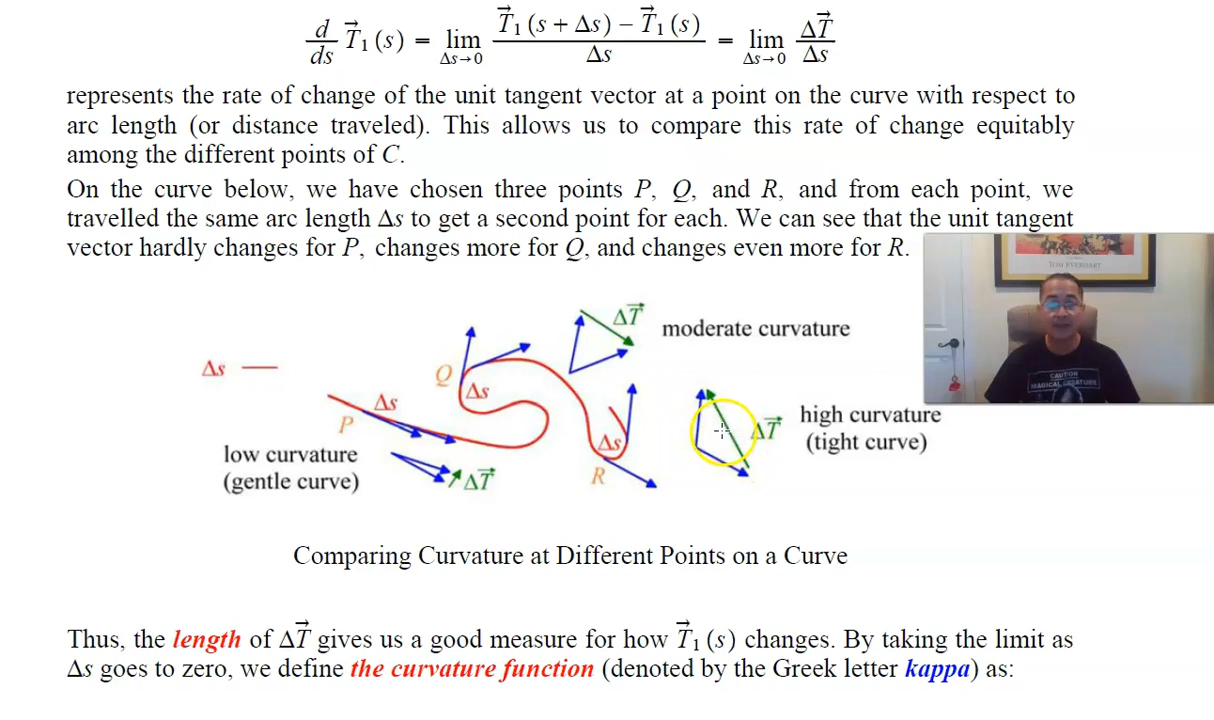 d/ds T⃗₁(s) = lim Δs→0 (T⃗₁(s + Δs) − T⃗₁(s))/Δs = lim Δs→0 ΔT⃗/Δs
represents the rate of change of the unit tangent vector at a point on the curve with respect to
arc length (or distance traveled). This allows us to compare this rate of change equitably
among the different points of C.
On the curve below, we have chosen three points P, Q, and R, and from each point, we
travelled the same arc length Δs to get a second point for each. We can see that the unit tangent
vector hardly changes for P, changes more for Q, and changes even more for R.
TOM EVERHART
CAUTION
MAGICAL CREATURE
ΔT⃗
moderate curvature
Δs
Q
Δs
Δs
P
ΔT⃗
high curvature
(tight curve)
Δs
R
low curvature
(gentle curve)
ΔT⃗
Comparing Curvature at Different Points on a Curve
Thus, the length of ΔT⃗ gives us a good measure for how T⃗₁(s) changes. By taking the limit as
Δs goes to zero, we define the curvature function (denoted by the Greek letter kappa) as: